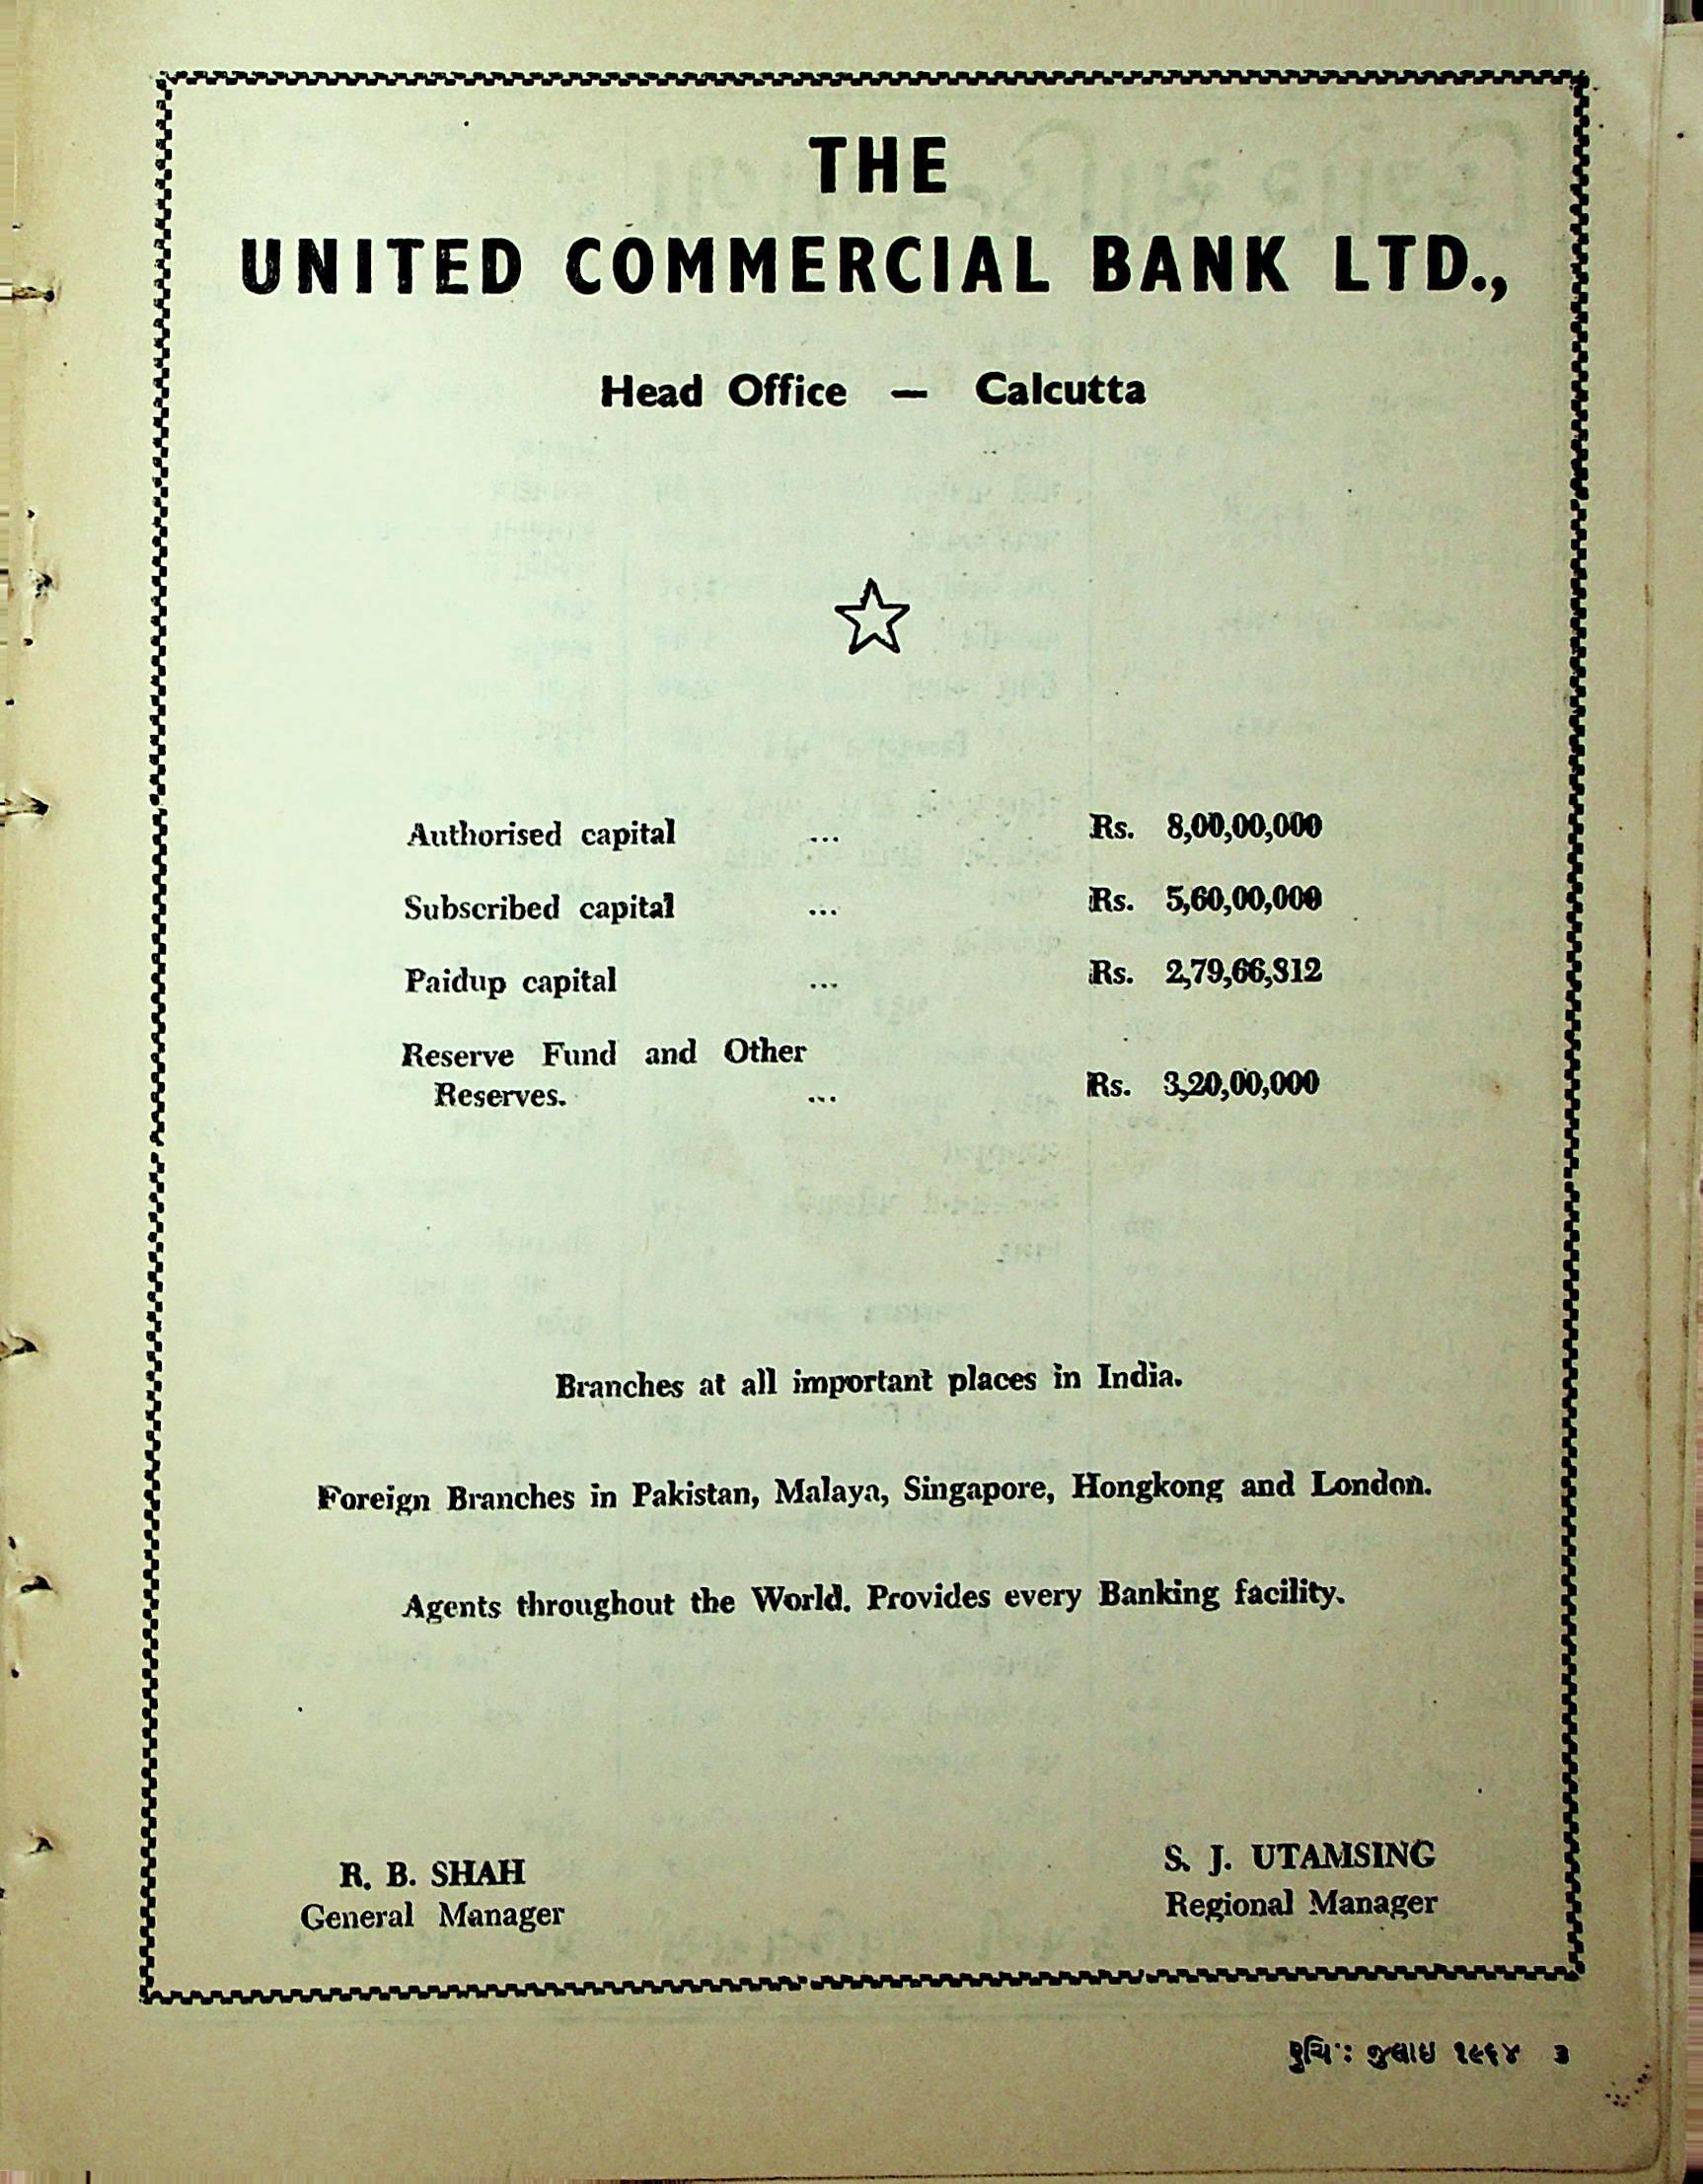 THE
UNITED COMMERCIAL BANK LTD.,
Head Office — Calcutta
Authorised capital ... Rs. 8,00,00,000
Subscribed capital ... Rs. 5,60,00,000
Paidup capital ... Rs. 2,79,66,812
Reserve Fund and Other
Reserves. ... Rs. 3,20,00,000
Branches at all important places in India.
Foreign Branches in Pakistan, Malaya, Singapore, Hongkong and London.
Agents throughout the World. Provides every Banking facility.
R. B. SHAH
General Manager
S. J. UTAMSING
Regional Manager
રુચિ : જુલાઇ ૧૯૬૪ ૩